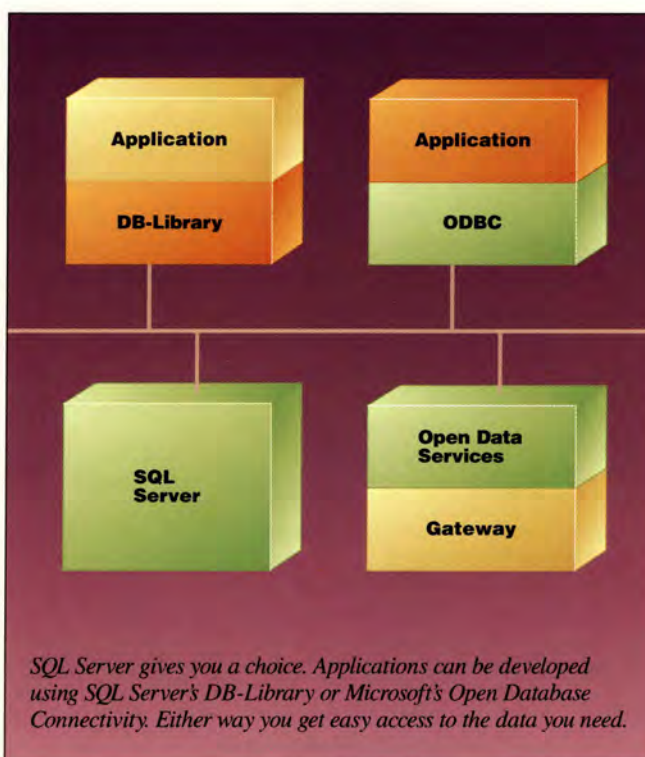 Application
DB-Library
Application
ODBC
SQL
Server
Open Data
Services
Gateway
SQL Server gives you a choice. Applications can be developed
using SQL Server's DB-Library or Microsoft's Open Database
Connectivity. Either way you get easy access to the data you need.